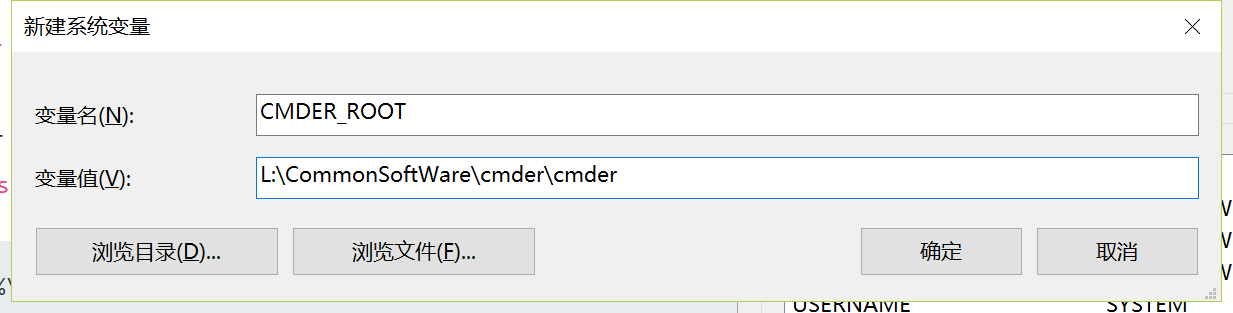 新建系统变量
变量名(N):
CMDER_ROOT
变量值(V):
L:\CommonSoftWare\cmder\cmder
浏览目录(D)...
浏览文件(F)...
确定
取消
USERNAME
SYSTEM